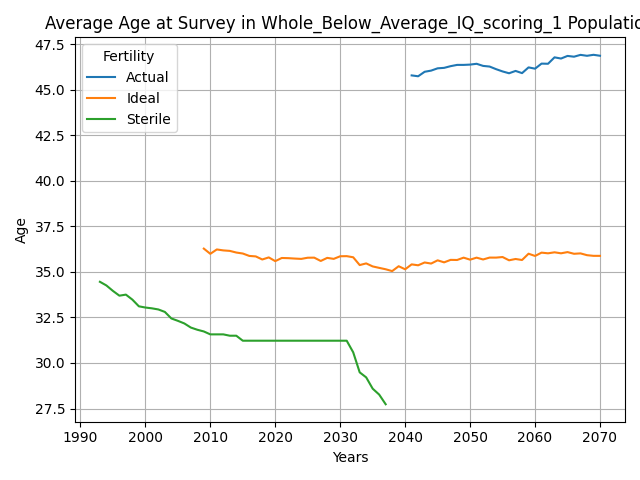 Average Age at Survey in Whole_Below_Average_IQ_scoring_1 Populatio
47.5
45.0
42.5
40.0
37.5
35.0
32.5
30.0
27.5
Age
Fertility
Actual
Ideal
Sterile
1990 2000 2010 2020 2030 2040 2050 2060 2070
Years